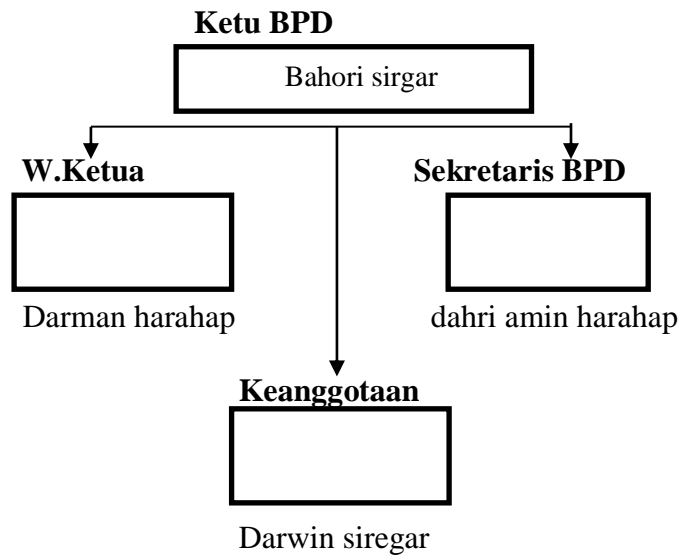 Ketu BPD
Bahori sirgar
W.Ketua
Sekretaris BPD
Darman harahap
dahri amin harahap
Keanggotaan
Darwin siregar